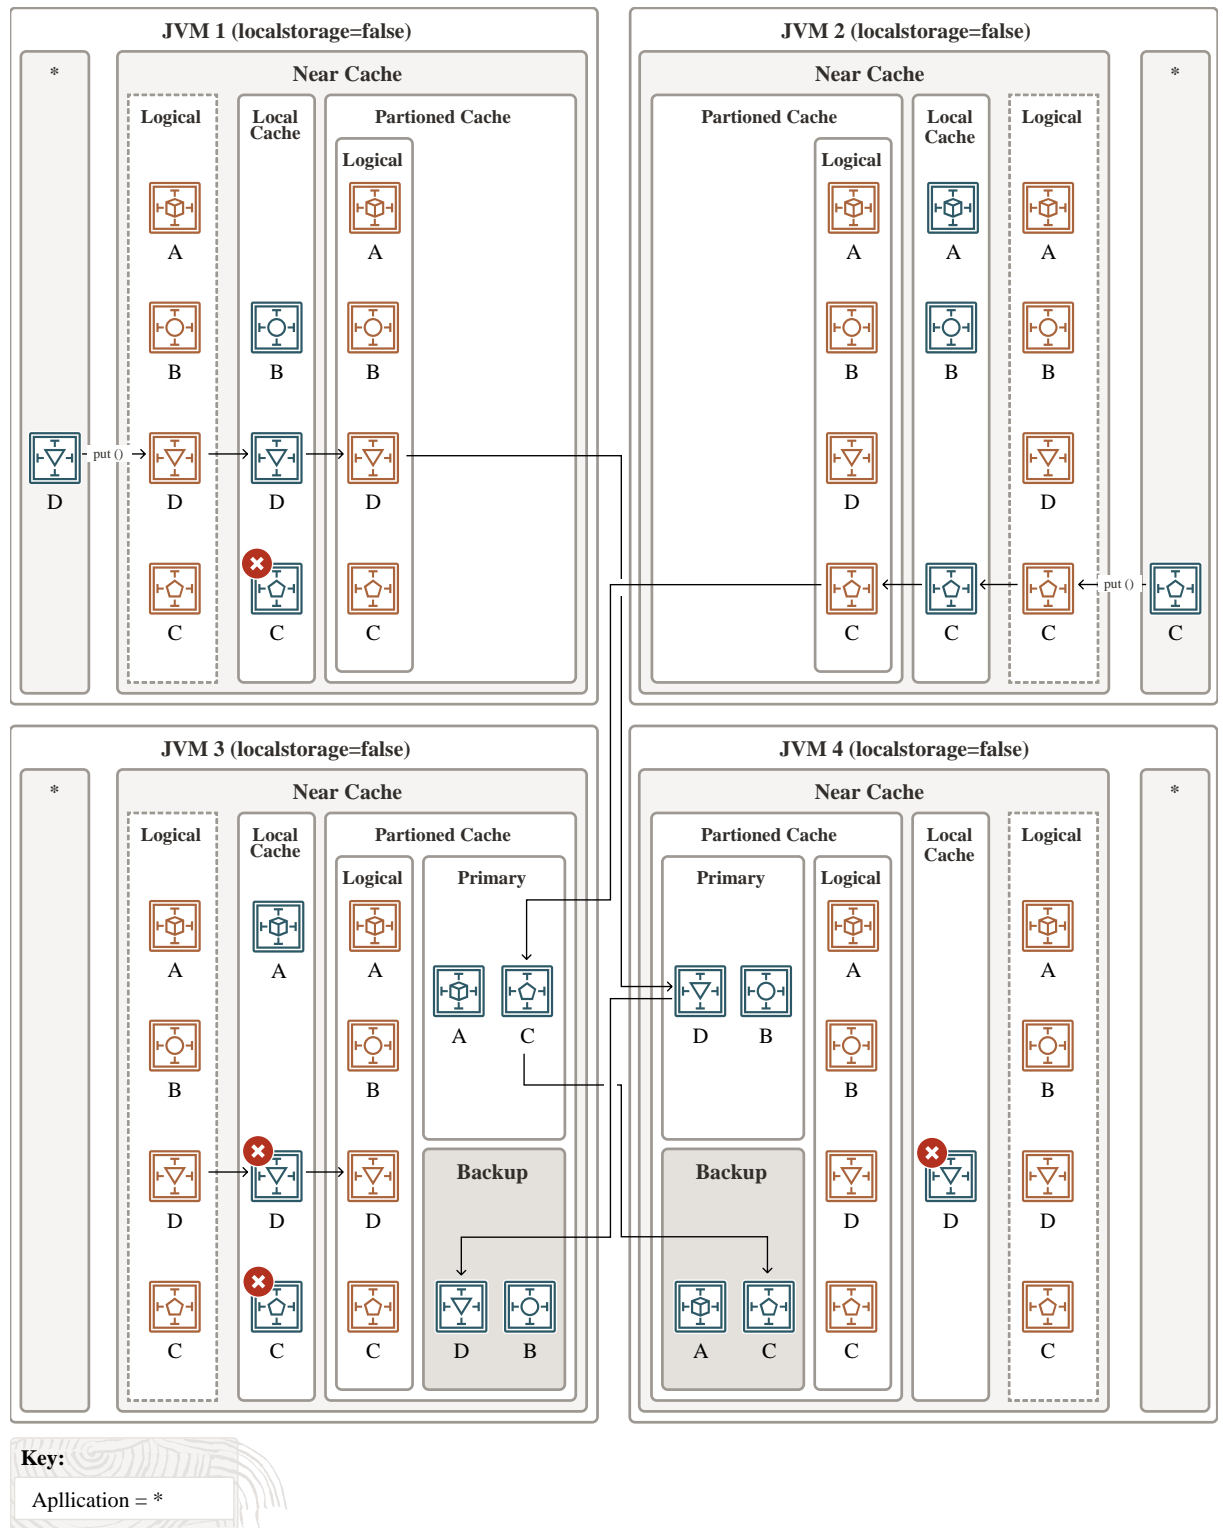 JVM 1 (localstorage=false)
*
Near Cache
Logical
Local
Cache
Partioned Cache
Logical
A
A
B
B
B
put ()
D
D
D
D
C
C
C
JVM 2 (localstorage=false)
Near Cache
*
Partioned Cache
Local
Cache
Logical
Logical
A
A
A
B
B
B
D
D
put ()
C
C
C
C
JVM 3 (localstorage=false)
*
Near Cache
Logical
Local
Cache
Partioned Cache
Logical
Primary
A
A
A
B
B
A
C
D
D
D
C
C
C
Backup
D
B
JVM 4 (localstorage=false)
Near Cache
*
Partioned Cache
Local
Cache
Logical
Primary
Logical
A
A
D
B
B
B
Backup
D
D
D
A
C
C
C
Key:
Apllication = *